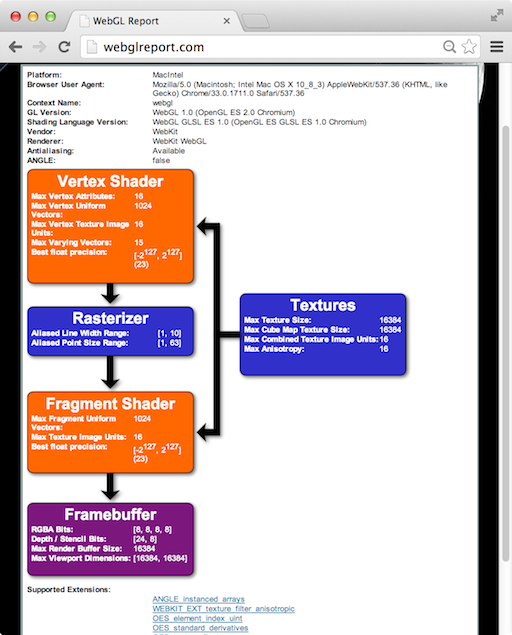 WebGL Report
webglreport.com
Platform: MacIntel
Browser User Agent: Mozilla/5.0 (Macintosh; Intel Mac OS X 10_8_3) AppleWebKit/537.36 (KHTML, like
Gecko) Chrome/33.0.1711.0 Safari/537.36
Context Name: webgl
GL Version: WebGL 1.0 (OpenGL ES 2.0 Chromium)
Shading Language Version: WebGL GLSL ES 1.0 (OpenGL ES GLSL ES 1.0 Chromium)
Vendor: WebKit
Renderer: WebKit WebGL
Antialiasing: Available
ANGLE: false
Vertex Shader
Max Vertex Attributes: 16
Max Vertex Uniform 1024
Vectors:
Max Vertex Texture Image 16
Units:
Max Varying Vectors: 15
Best float precision: [-2^127, 2^127]
(23)
Rasterizer
Aliased Line Width Range: [1, 10]
Aliased Point Size Range: [1, 63]
Textures
Max Texture Size: 16384
Max Cube Map Texture Size: 16384
Max Combined Texture Image Units: 16
Max Anisotropy: 16
Fragment Shader
Max Fragment Uniform 1024
Vectors:
Max Texture Image Units: 16
Best float precision: [-2^127, 2^127]
(23)
Framebuffer
RGBA Bits: [8, 8, 8, 8]
Depth / Stencil Bits: [24, 8]
Max Render Buffer Size: 16384
Max Viewport Dimensions: [16384, 16384]
Supported Extensions:
ANGLE_instanced_arrays
WEBKIT_EXT_texture_filter_anisotropic
OES_element_index_uint
OES_standard_derivatives